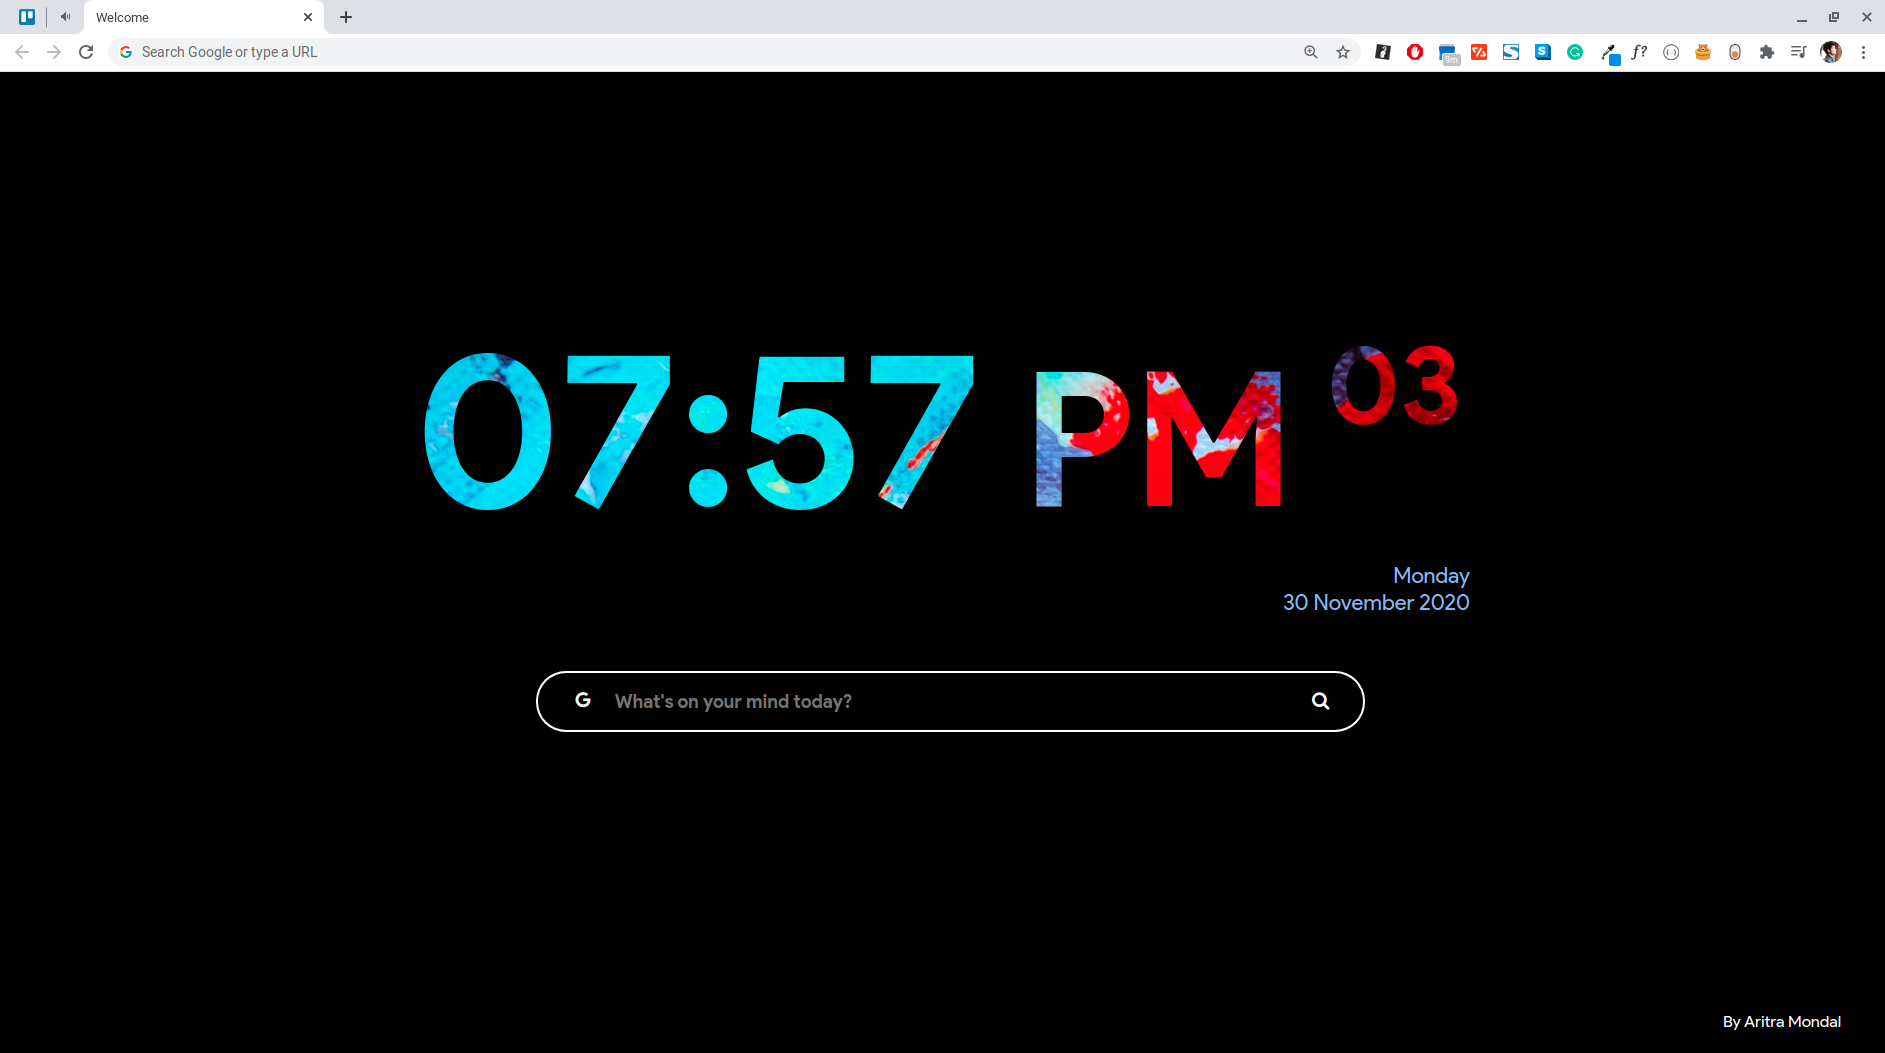 Welcome
Search Google or type a URL
9m
f?
07:57 PM 03
Monday
30 November 2020
G What's on your mind today?
By Aritra Mondal